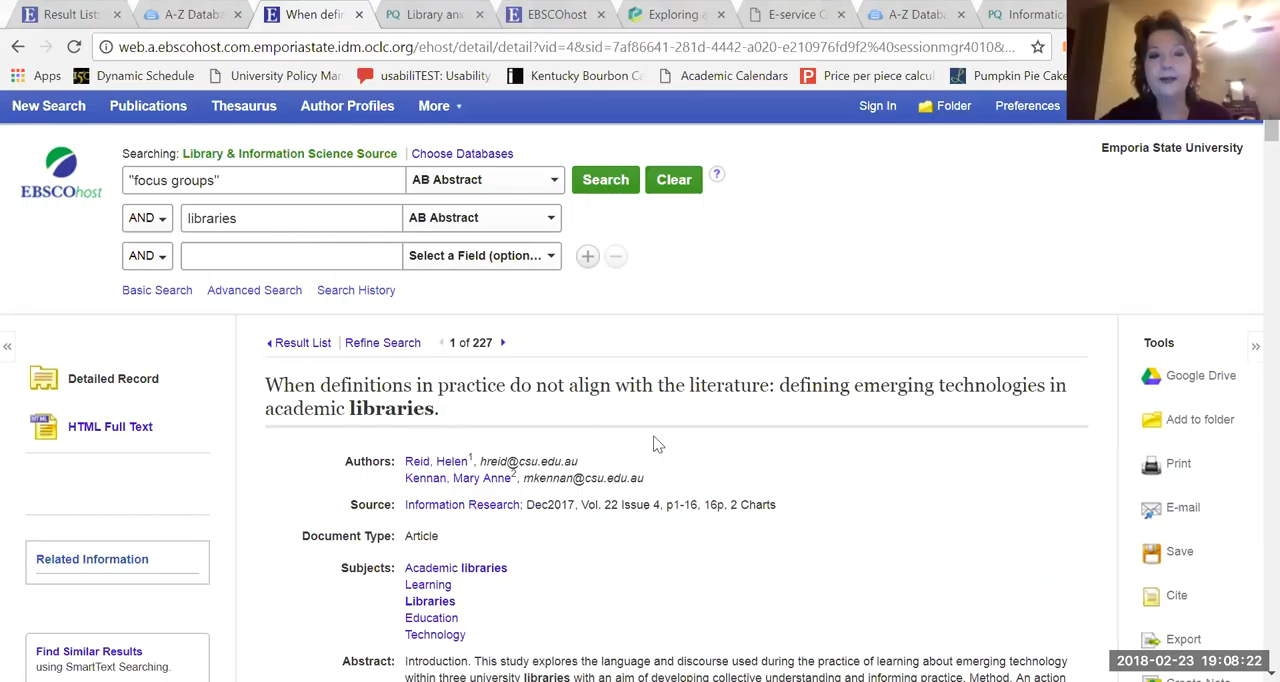 Result List: A-Z Datab When defin PQ Library an EBSCOhost Exploring E-service A-Z Datab PQ Informatio
web.a.ebscohost.com.emporiastate.idm.oclc.org/ehost/detail/detail?vid=4&sid=7af86641-281d-4442-a020-e210976fd9f2%40sessionmgr4010&...
Apps Dynamic Schedule University Policy Man usabiliTEST: Usability Kentucky Bourbon Academic Calendars Price per piece calcul Pumpkin Pie Cake
New Search Publications Thesaurus Author Profiles More Sign In Folder Preferences
Searching: Library & Information Science Source Choose Databases
Emporia State University
EBSCOhost
"focus groups" AB Abstract Search Clear ?
AND libraries AB Abstract
AND Select a Field (option...
Basic Search Advanced Search Search History
Detailed Record
HTML Full Text
Related Information
Find Similar Results
using SmartText Searching.
Result List Refine Search 1 of 227
When definitions in practice do not align with the literature: defining emerging technologies in
academic libraries.
Authors: Reid, Helen1, hreid@csu.edu.au
Kennan, Mary Anne2, mkennan@csu.edu.au
Source: Information Research; Dec2017, Vol. 22 Issue 4, p1-16, 16p, 2 Charts
Document Type: Article
Subjects: Academic libraries
Learning
Libraries
Education
Technology
Abstract: Introduction. This study explores the language and discourse used during the practice of learning about emerging technology
within three university libraries with an aim of developing collective understanding and informing practice. Method. An action
Tools
Google Drive
Add to folder
Print
E-mail
Save
Cite
Export
2018-02-23 19:08:22
Create Note